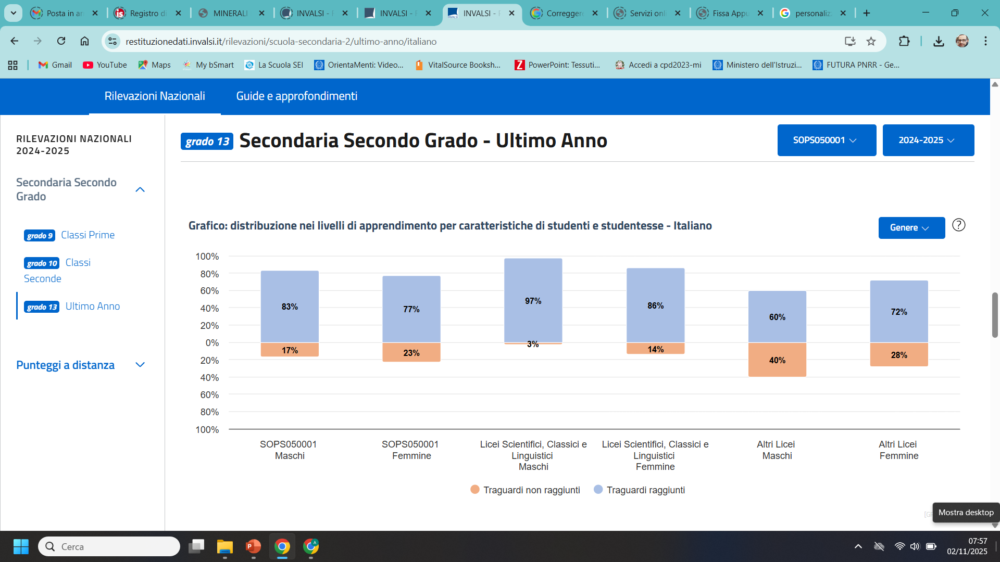 Posta in ar
Registro di
MINERALI
INVALSI - P
INVALSI - P
INVALSI - P
Correggere
Servizi onli
Fissa Appu
personaliz
restituzionedati.invalsi.it/rilevazioni/scuola-secondaria-2/ultimo-anno/italiano
Gmail
YouTube
Maps
My bSmart
La Scuola SEI
OrientaMenti: Video...
VitalSource Booksh...
PowerPoint: Tessuti...
Accedi a cpd2023-mi
Ministero dell'Istruzi...
FUTURA PNRR - Ge...
Rilevazioni Nazionali
Guide e approfondimenti
RILEVAZIONI NAZIONALI
2024-2025
Secondaria Secondo
Grado
grado 9 Classi Prime
grado 10 Classi
Seconde
grado 13 Ultimo Anno
Punteggi a distanza
grado 13 Secondaria Secondo Grado - Ultimo Anno
SOPS050001
2024-2025
Grafico: distribuzione nei livelli di apprendimento per caratteristiche di studenti e studentesse - Italiano
Genere
?
100%
80%
60%
40%
20%
0%
20%
40%
60%
80%
100%
83%
77%
97%
86%
60%
72%
17%
23%
3%
14%
40%
28%
SOPS050001
Maschi
SOPS050001
Femmine
Licei Scientifici, Classici e
Linguistici
Maschi
Licei Scientifici, Classici e
Linguistici
Femmine
Altri Licei
Maschi
Altri Licei
Femmine
Traguardi non raggiunti
Traguardi raggiunti
Mostra desktop
Cerca
07:57
02/11/2025